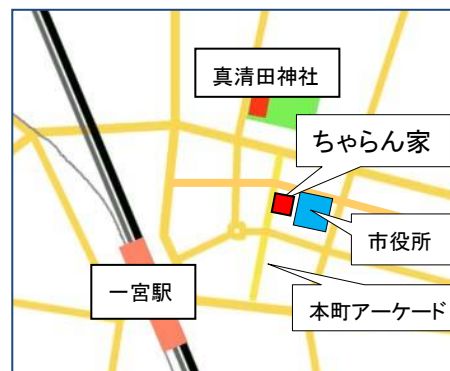 真清田神社
ちゃらん家
市役所
一宮駅
本町アーケード